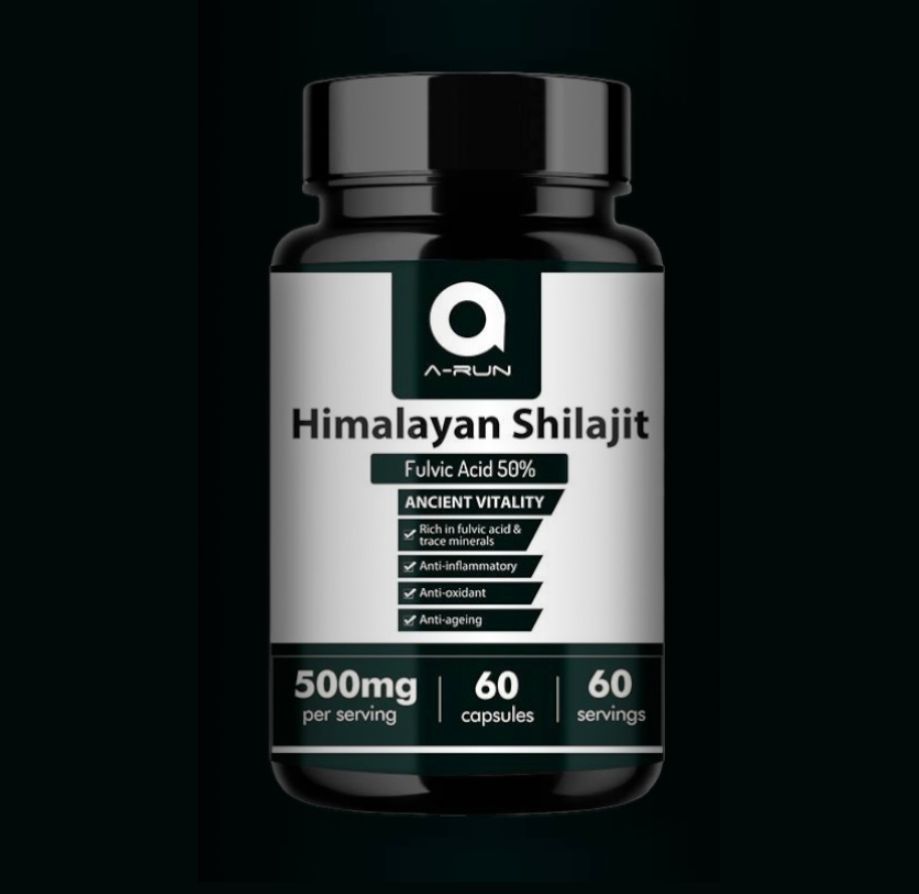 A-RUN
Himalayan Shilajit
Fulvic Acid 50%
ANCIENT VITALITY
Rich in fulvic acid &
trace minerals
Anti-inflammatory
Anti-oxidant
Anti-ageing
500mg
per serving
60
capsules
60
servings